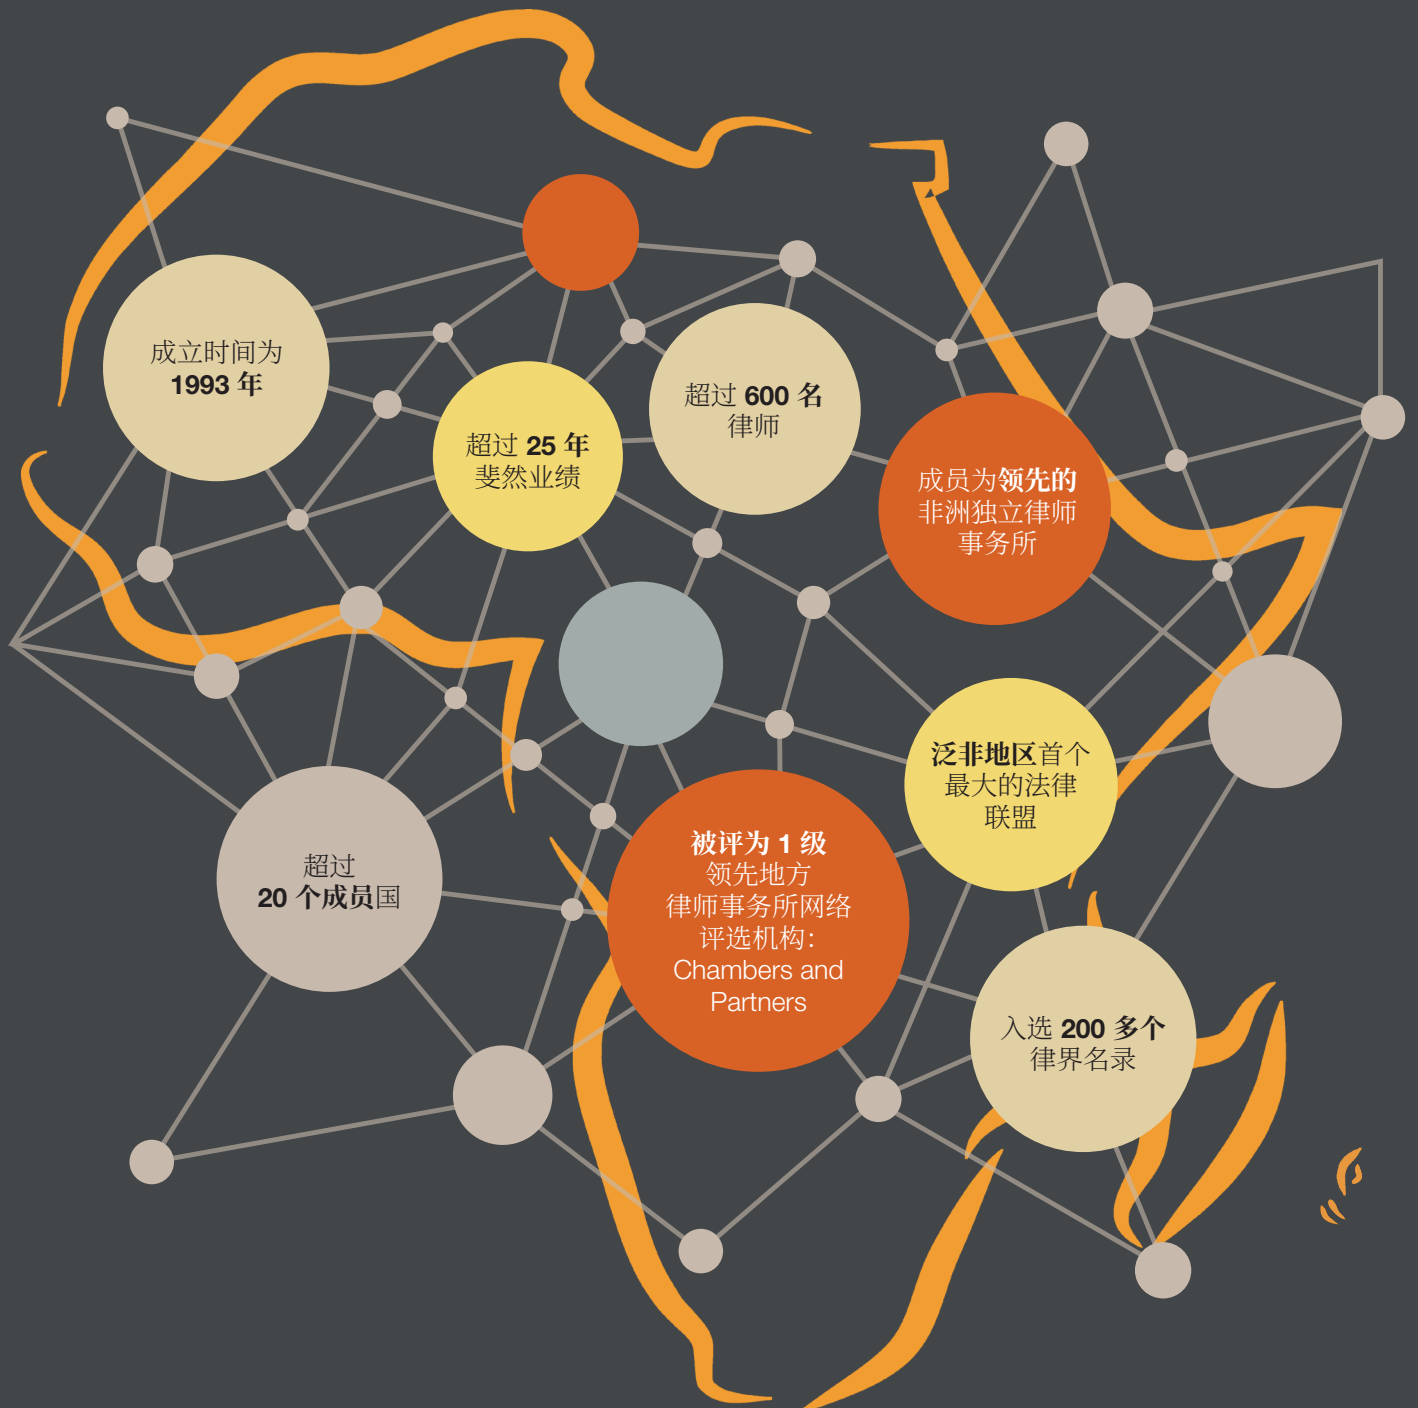 成立时间为
1993 年
超过 25 年
斐然业绩
超过 600 名
律师
成员为领先的
非洲独立律师
事务所
泛非地区首个
最大的法律
联盟
超过
20 个成员国
被评为 1 级
领先地方
律师事务所网络
评选机构：
Chambers and
Partners
入选 200 多个
律界名录